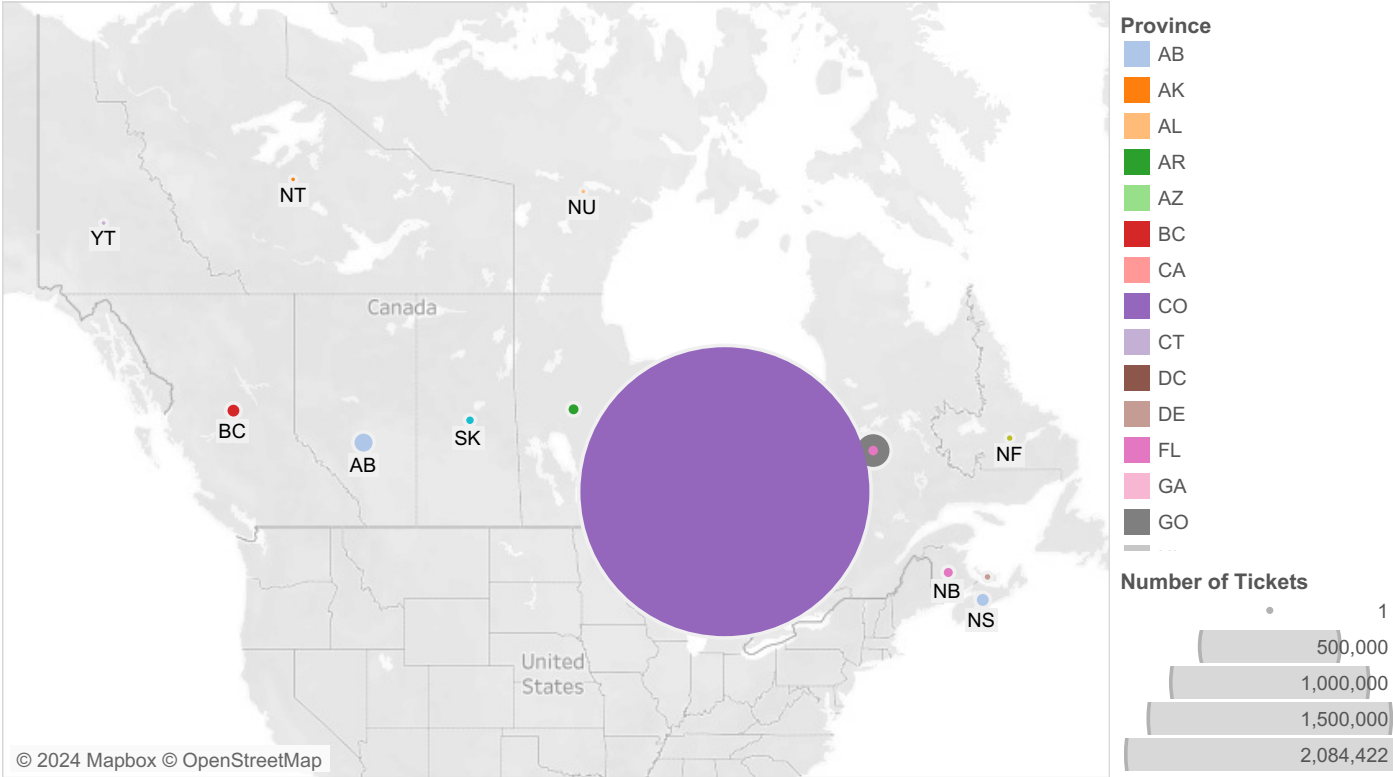 NT
NU
YT
Canada
BC
AB
SK
NF
NB
NS
United
States
© 2024 Mapbox © OpenStreetMap
Province
AB
AK
AL
AR
AZ
BC
CA
CO
CT
DC
DE
FL
GA
GO
Number of Tickets
1
500,000
1,000,000
1,500,000
2,084,422